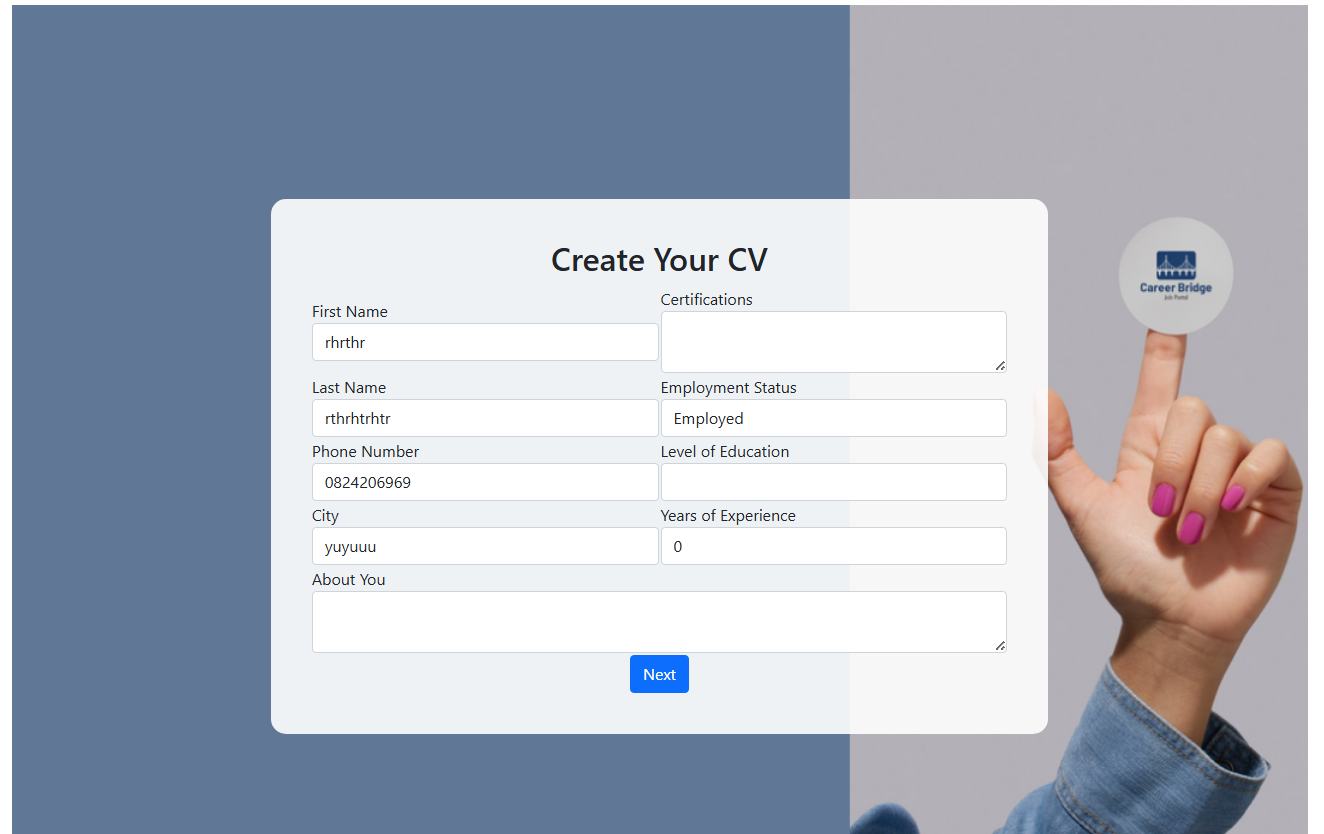 Create Your CV
First Name
rhrthr
Certifications
Last Name
rthrhtrhtr
Employment Status
Employed
Phone Number
0824206969
Level of Education
City
yuyuuu
Years of Experience
0
About You
Next
Career Bridge
Job Portal